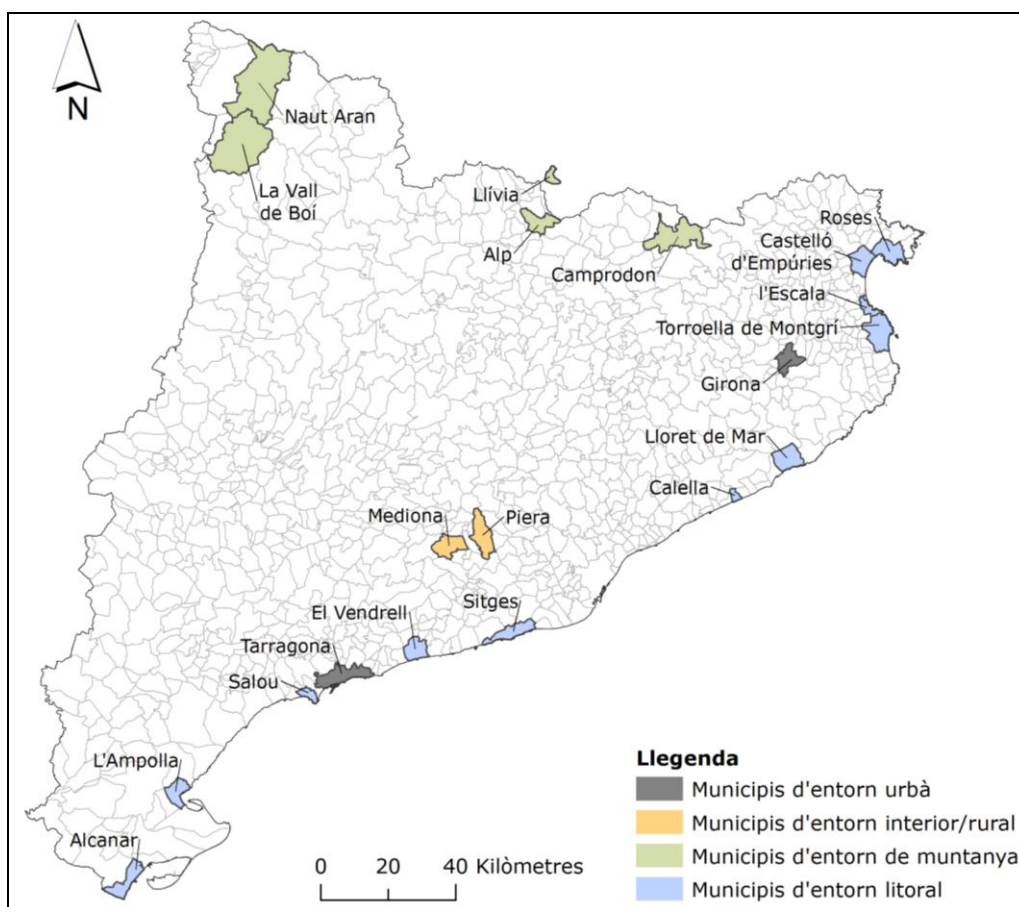 N
Naut Aran
La Vall
de Boí
Llívia
Alp
Camprodon
Roses
Castelló
d'Empúries
l'Escala
Torroella de Montgrí
Girona
Lloret de Mar
Calella
Mediona
Piera
Sitges
El Vendrell
Tarragona
Salou
L'Ampolla
Alcanar
0 20 40 Kilòmetres
Llegenda
Municipis d'entorn urbà
Municipis d'entorn interior/rural
Municipis d'entorn de muntanya
Municipis d'entorn litoral